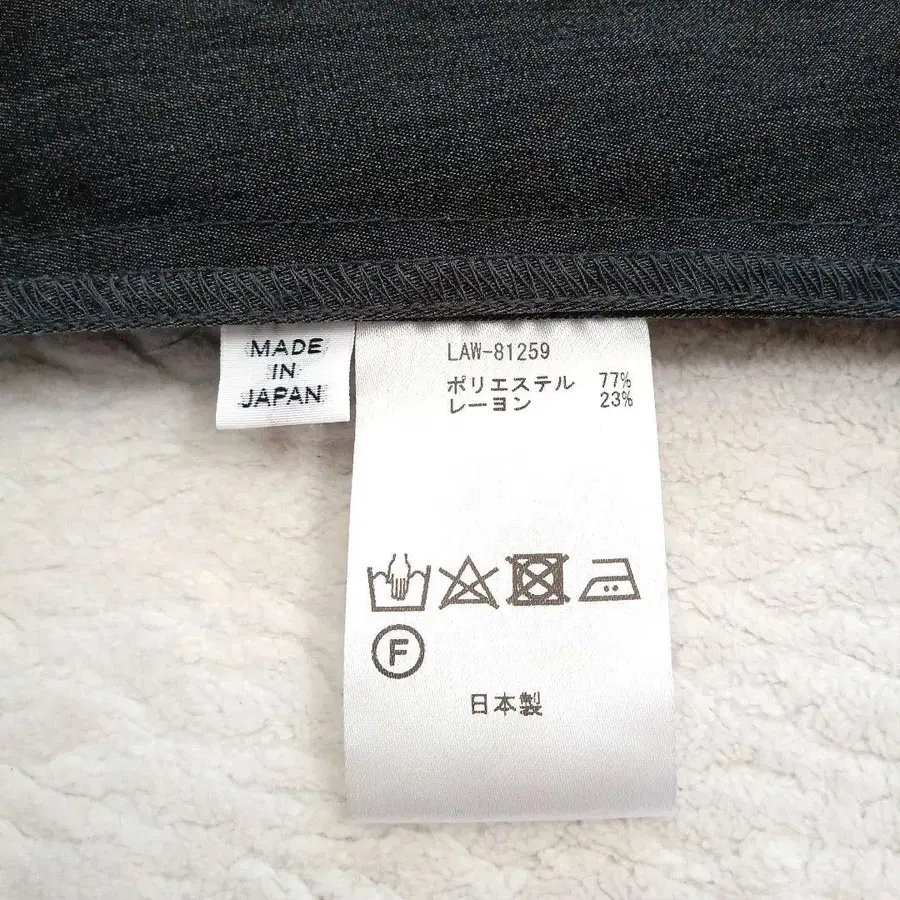 MADE
IN
JAPAN
LAW-81259
ポリエステル 77%
レーヨン 23%
F
日本製